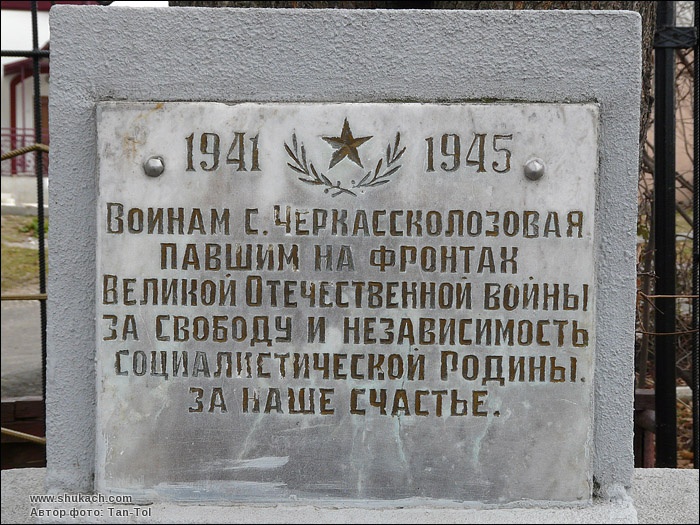 1941 1945
Воинам с. Черкассколозовая
павшим на фронтах
Великой Отечественной войны
за свободу и независимость
социалистической Родины.
За наше счастье.
www.shukach.com
Автор фото: Tan-Tol